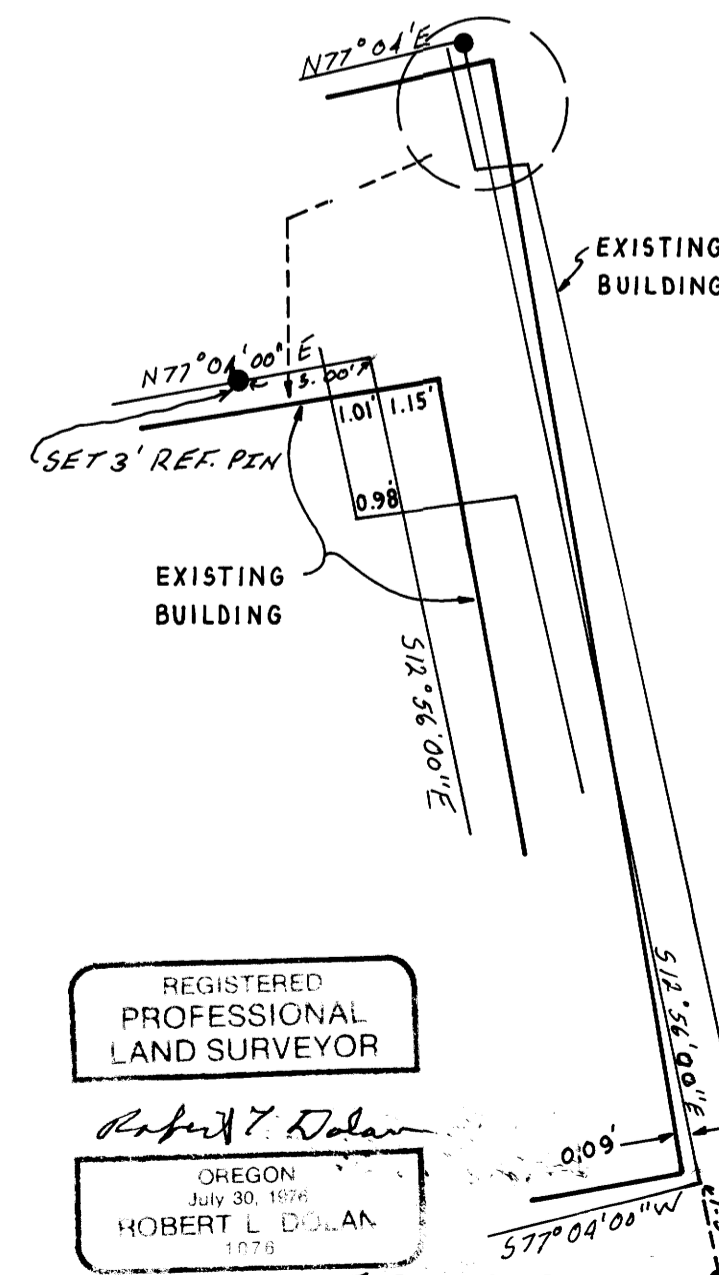 N77°04'E
EXISTING
BUILDING
N77°04'00" E
3.00'
1.01' 1.15'
SET 3' REF. PIN
0.98'
EXISTING
BUILDING
S12°56'00"E
S12°56'00"E
REGISTERED
PROFESSIONAL
LAND SURVEYOR
0.09'
OREGON
July 30, 1976
ROBERT L DOLAN
1076
S77°04'00"W